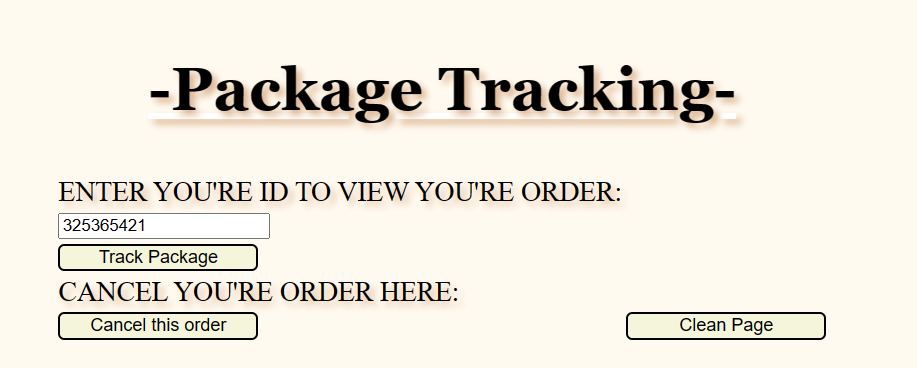 -Package Tracking-
ENTER YOU'RE ID TO VIEW YOU'RE ORDER:
325365421
Track Package
CANCEL YOU'RE ORDER HERE:
Cancel this order
Clean Page